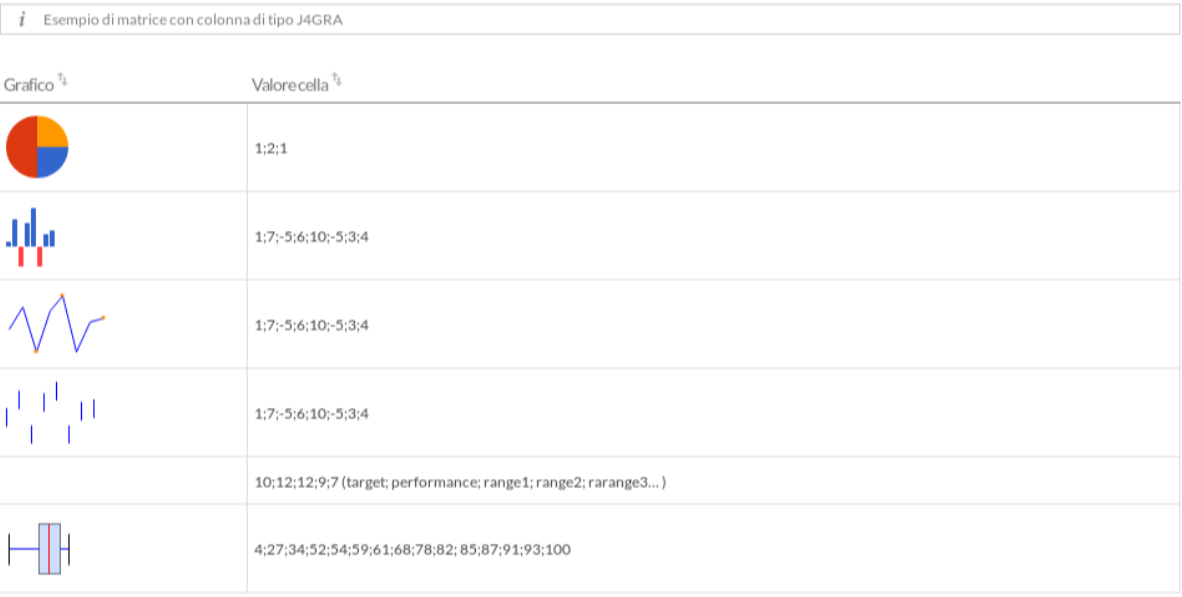 i Esempio di matrice con colonna di tipo J4GRA
Grafico Valore cella
1;2;1
1;7;-5;6;10;-5;3;4
1;7;-5;6;10;-5;3;4
1;7;-5;6;10;-5;3;4
10;12;12;9;7 (target; performance; range1; range2; rarange3... )
4;27;34;52;54;59;61;68;78;82; 85;87;91;93;100